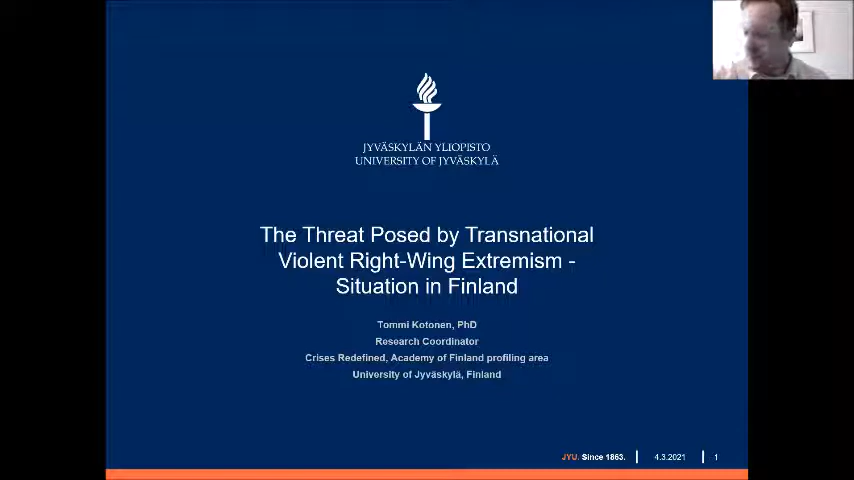 JYVÄSKYLÄN YLIOPISTO
UNIVERSITY OF JYVÄSKYLÄ
The Threat Posed by Transnational
Violent Right-Wing Extremism -
Situation in Finland
Tommi Kotonen, PhD
Research Coordinator
Crises Redefined, Academy of Finland profiling area
University of Jyväskylä, Finland
JYU. Since 1863. 4.3.2021 1